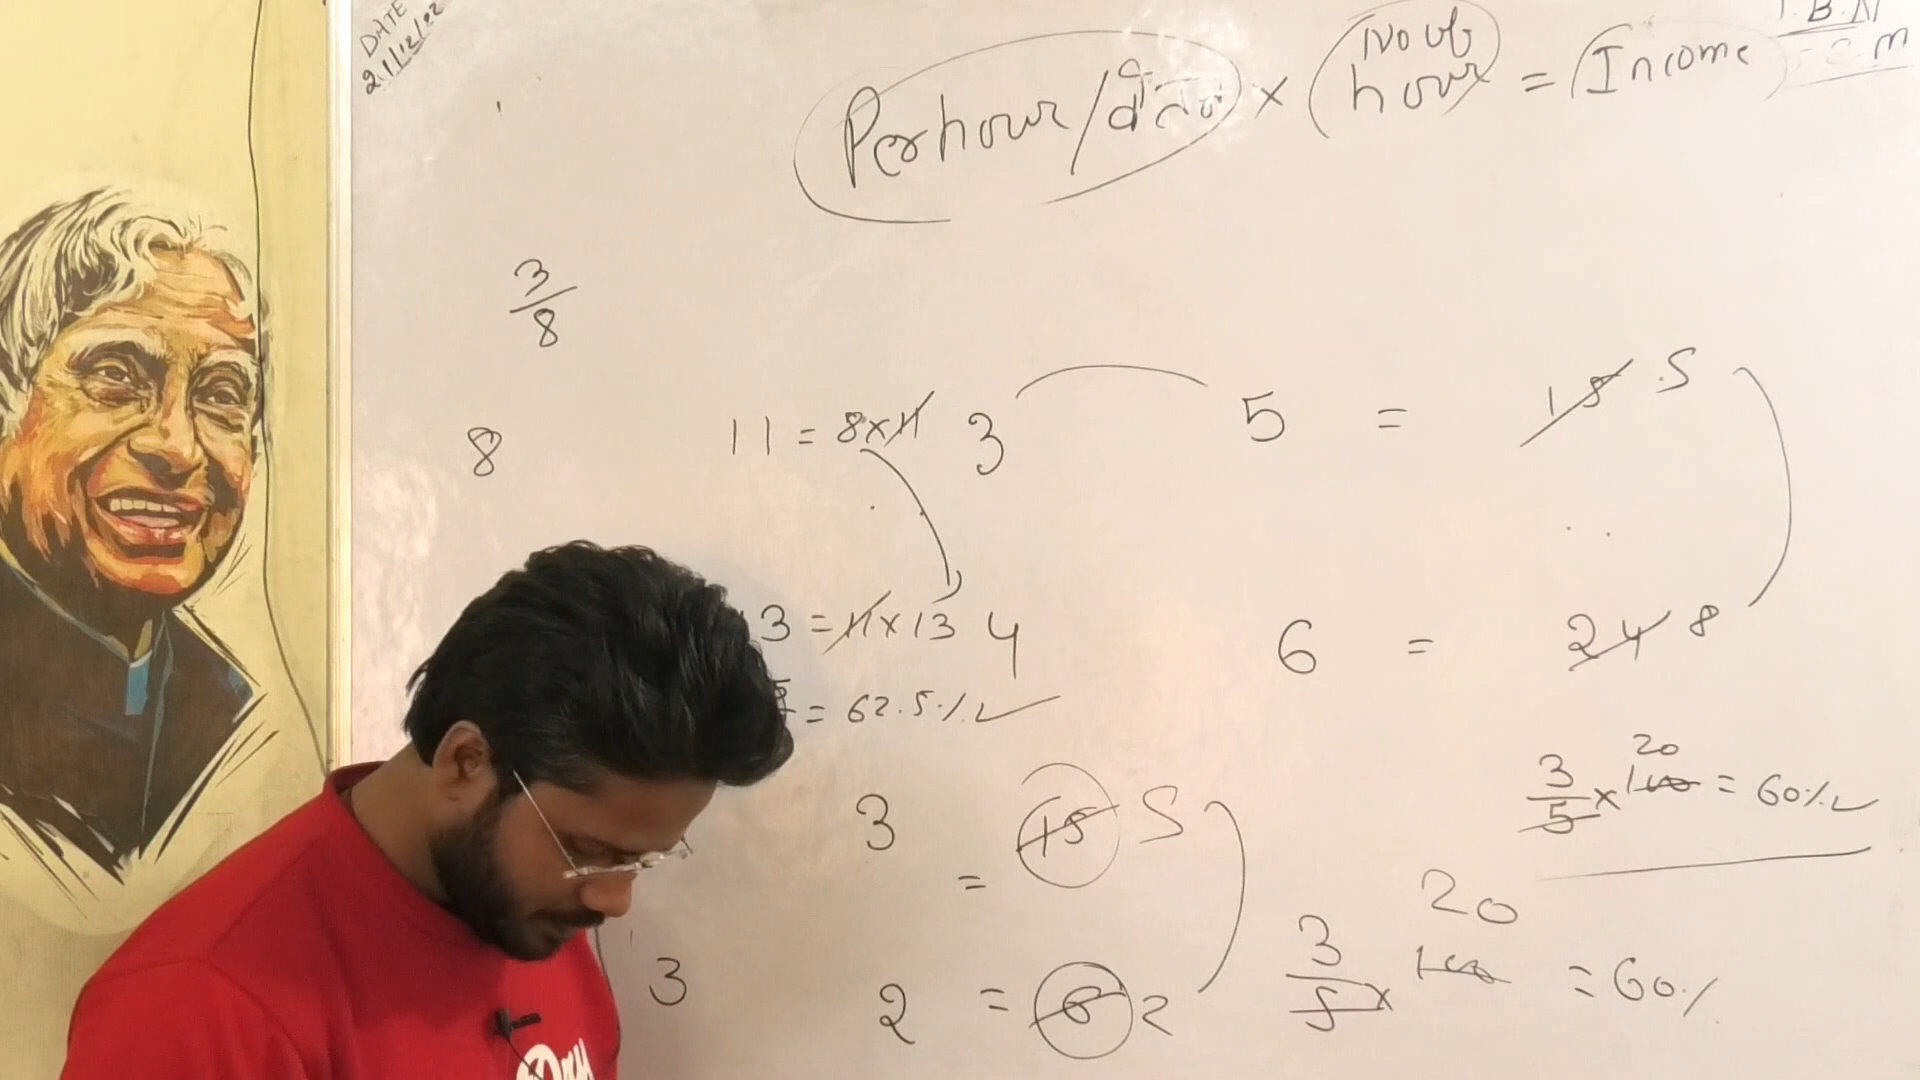 DATE
21/12/22
Perhour/वेतन × No of hour = Income
3/8
8
11 = 8×11 3 5 = 15 5
13 = 11×13 4 6 = 24 8
= 62.5%
3/5 × 100 20 = 60%
3 = 15 5
3/5 × 100 20 = 60%
3 2 = 6 2